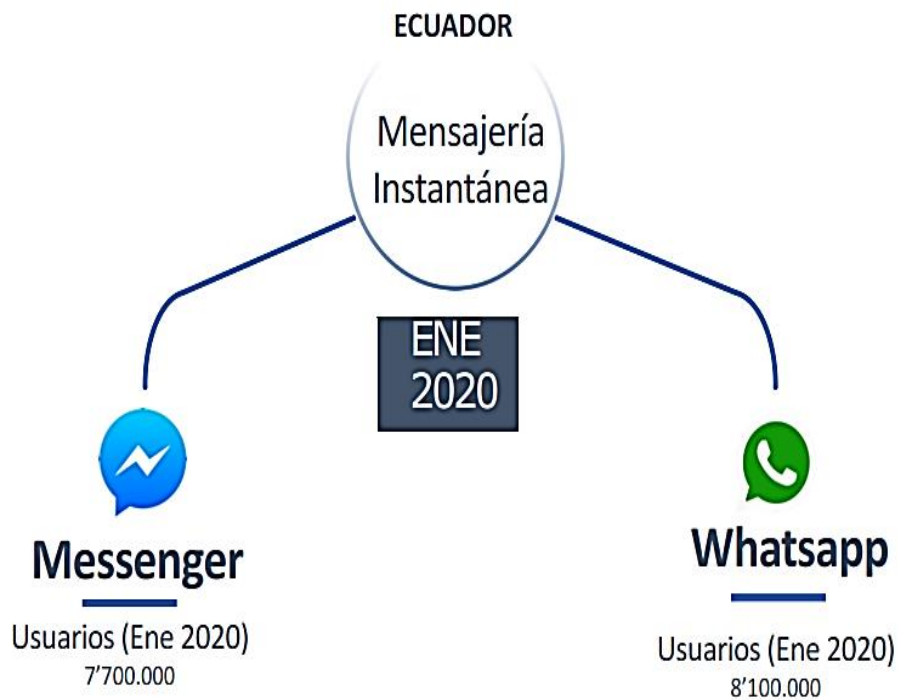 ECUADOR
Mensajería
Instantánea
ENE
2020
Messenger
Usuarios (Ene 2020)
7’700.000
Whatsapp
Usuarios (Ene 2020)
8’100.000